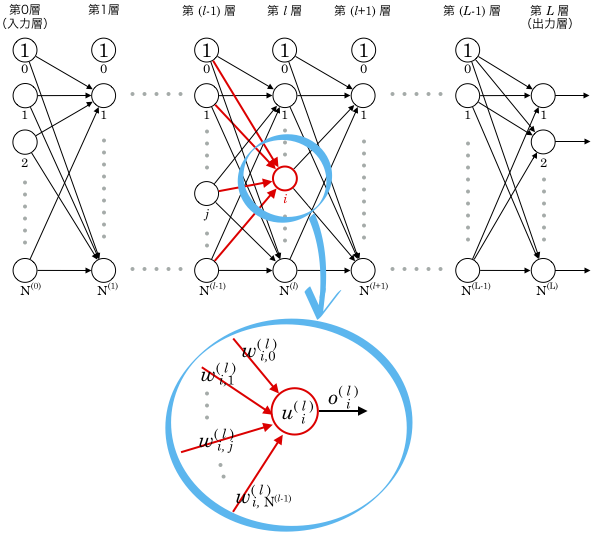 第0層 第1層 第 (l-1) 層 第 l 層 第 (l+1) 層 第 (L-1) 層 第 L 層
(入力層) (出力層)
1 1 1 1 1 1
0 0 0 0 0 0
1 1 1 1 1 1 1
2 2
j i
N(0) N(1) N(l-1) N(l) N(l+1) N(L-1) N(L)
w(l)i,0
w(l)i,1
u(l)i o(l)i
w(l)i,j
w(l)i, N(l-1)